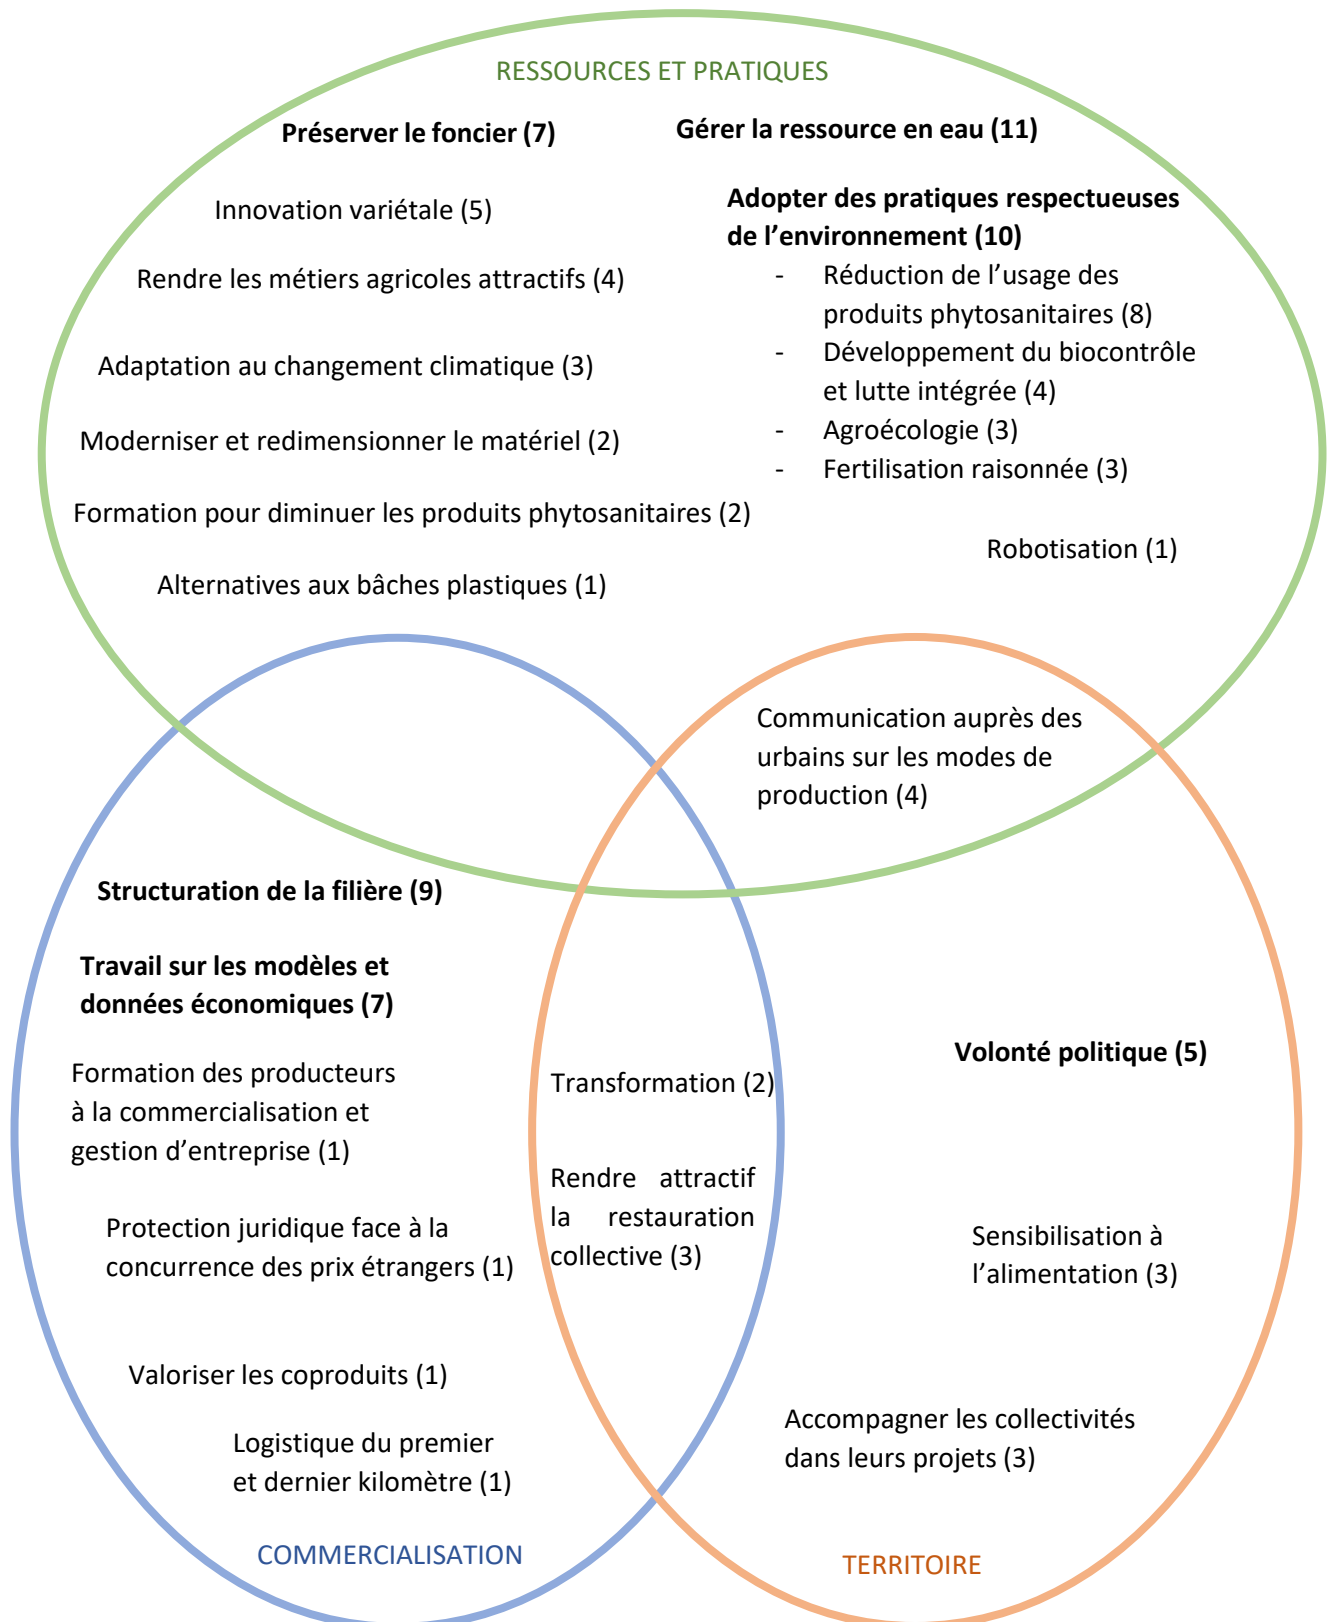 RESSOURCES ET PRATIQUES
Préserver le foncier (7)
Gérer la ressource en eau (11)
Innovation variétale (5)
Rendre les métiers agricoles attractifs (4)
Adaptation au changement climatique (3)
Moderniser et redimensionner le matériel (2)
Formation pour diminuer les produits phytosanitaires (2)
Alternatives aux bâches plastiques (1)
Adopter des pratiques respectueuses
de l’environnement (10)
- Réduction de l’usage des
produits phytosanitaires (8)
- Développement du biocontrôle
et lutte intégrée (4)
- Agroécologie (3)
- Fertilisation raisonnée (3)
Robotisation (1)
Communication auprès des
urbains sur les modes de
production (4)
Structuration de la filière (9)
Travail sur les modèles et
données économiques (7)
Formation des producteurs
à la commercialisation et
gestion d’entreprise (1)
Protection juridique face à la
concurrence des prix étrangers (1)
Valoriser les coproduits (1)
Logistique du premier
et dernier kilomètre (1)
COMMERCIALISATION
Transformation (2)
Rendre attractif
la restauration
collective (3)
Volonté politique (5)
Sensibilisation à
l’alimentation (3)
Accompagner les collectivités
dans leurs projets (3)
TERRITOIRE